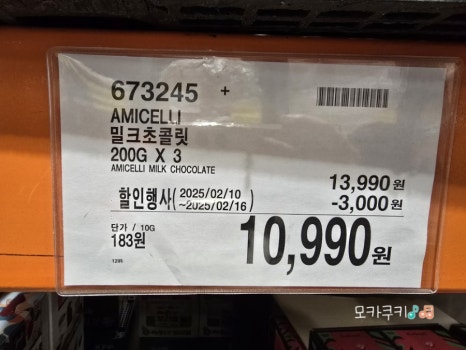 673245 +
AMICELLI
밀크초콜릿
200G X 3
AMICELLI MILK CHOCOLATE
13,990원
할인행사(2025/02/10
~2025/02/16)
-3,000원
단가 / 10G
183원
10,990원
모카쿠키